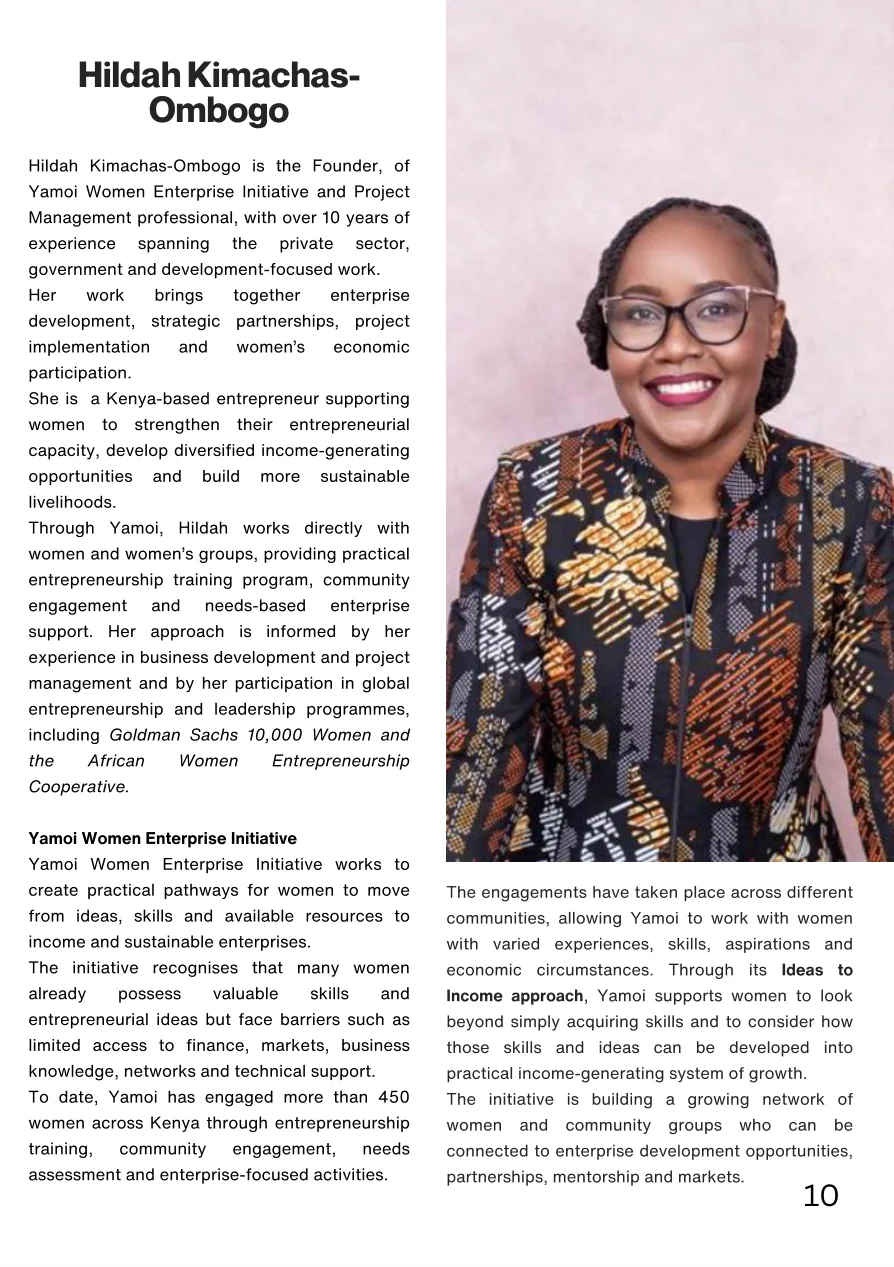 Hildah Kimachas-
Ombogo
Hildah Kimachas-Ombogo is the Founder, of
Yamoi Women Enterprise Initiative and Project
Management professional, with over 10 years of
experience spanning the private sector,
government and development-focused work.
Her work brings together enterprise
development, strategic partnerships, project
implementation and women’s economic
participation.
She is  a Kenya-based entrepreneur supporting
women to strengthen their entrepreneurial
capacity, develop diversified income-generating
opportunities and build more sustainable
livelihoods.
Through Yamoi, Hildah works directly with
women and women’s groups, providing practical
entrepreneurship training program, community
engagement and needs-based enterprise
support. Her approach is informed by her
experience in business development and project
management and by her participation in global
entrepreneurship and leadership programmes,
including Goldman Sachs 10,000 Women and
the African Women Entrepreneurship
Cooperative.
Yamoi Women Enterprise Initiative
Yamoi Women Enterprise Initiative works to
create practical pathways for women to move
from ideas, skills and available resources to
income and sustainable enterprises.
The initiative recognises that many women
already possess valuable skills and
entrepreneurial ideas but face barriers such as
limited access to finance, markets, business
knowledge, networks and technical support.
To date, Yamoi has engaged more than 450
women across Kenya through entrepreneurship
training, community engagement, needs
assessment and enterprise-focused activities.
The engagements have taken place across different
communities, allowing Yamoi to work with women
with varied experiences, skills, aspirations and
economic circumstances. Through its Ideas to
Income approach, Yamoi supports women to look
beyond simply acquiring skills and to consider how
those skills and ideas can be developed into
practical income-generating system of growth.
The initiative is building a growing network of
women and community groups who can be
connected to enterprise development opportunities,
partnerships, mentorship and markets.
10